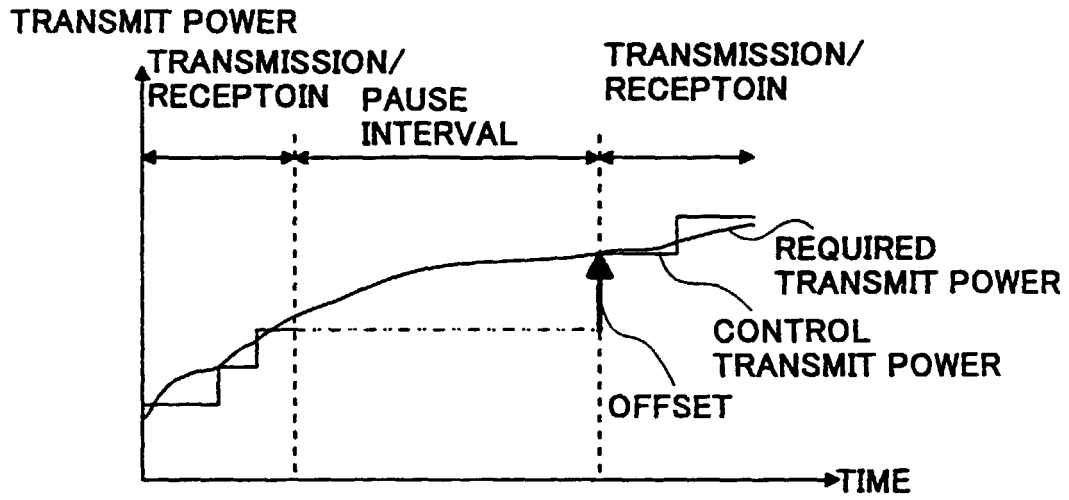 TRANSMIT POWER
TRANSMISSION/
RECEPTOIN
PAUSE
INTERVAL
TRANSMISSION/
RECEPTOIN
REQUIRED
TRANSMIT POWER
CONTROL
TRANSMIT POWER
OFFSET
TIME